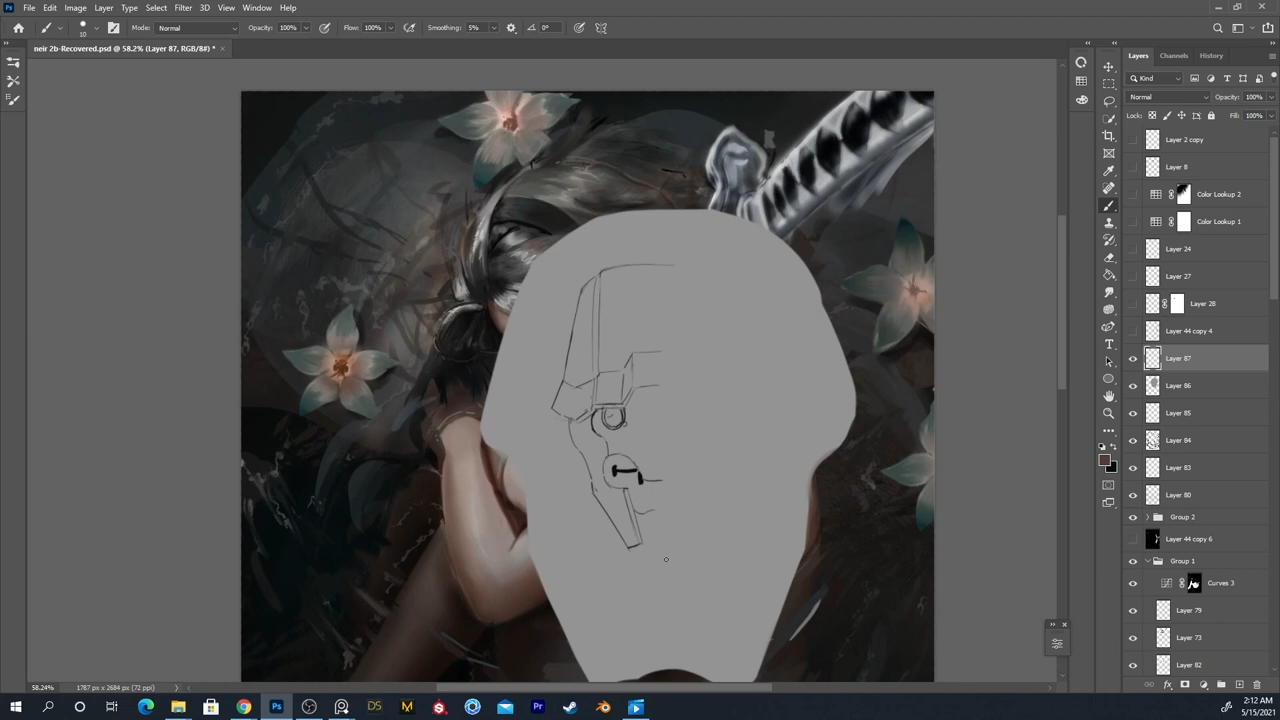 File Edit Image Layer Type Select Filter 3D View Window Help
10 Mode: Normal Opacity: 100% Flow: 100% Smoothing: 5% 0°
neir 2b-Recovered.psd @ 58.2% (Layer 87, RGB/8#) *
Layers Channels History
Kind
Normal Opacity: 100%
Lock: Fill: 100%
Layer 2 copy
Layer 8
Color Lookup 2
Color Lookup 1
Layer 24
Layer 27
Layer 28
Layer 44 copy 4
Layer 87
Layer 86
Layer 85
Layer 84
Layer 83
Layer 80
Group 2
Layer 44 copy 6
Group 1
Curves 3
Layer 79
Layer 73
Layer 82
58.24% 1787 px x 2684 px (72 ppi)
Ps DS M Pr
2:12 AM
5/15/2021